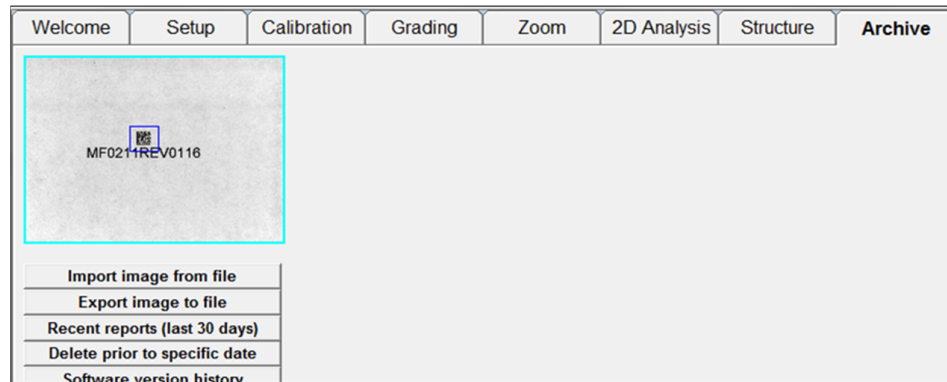 Welcome Setup Calibration Grading Zoom 2D Analysis Structure Archive
MF0211REV0116
Import image from file
Export image to file
Recent reports (last 30 days)
Delete prior to specific date
Software version history